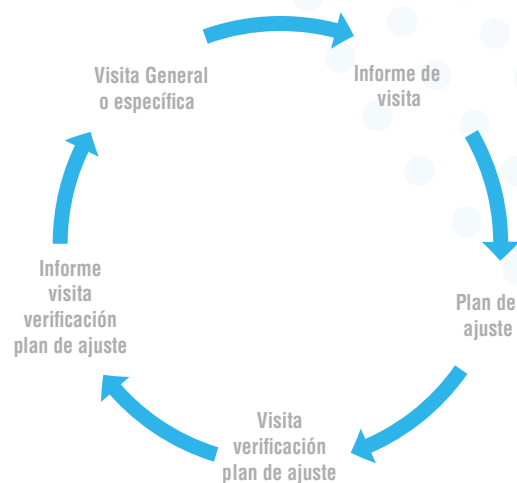 Visita General
o específica
Informe de
visita
Plan de
ajuste
Visita
verificación
plan de ajuste
Informe
visita
verificación
plan de ajuste